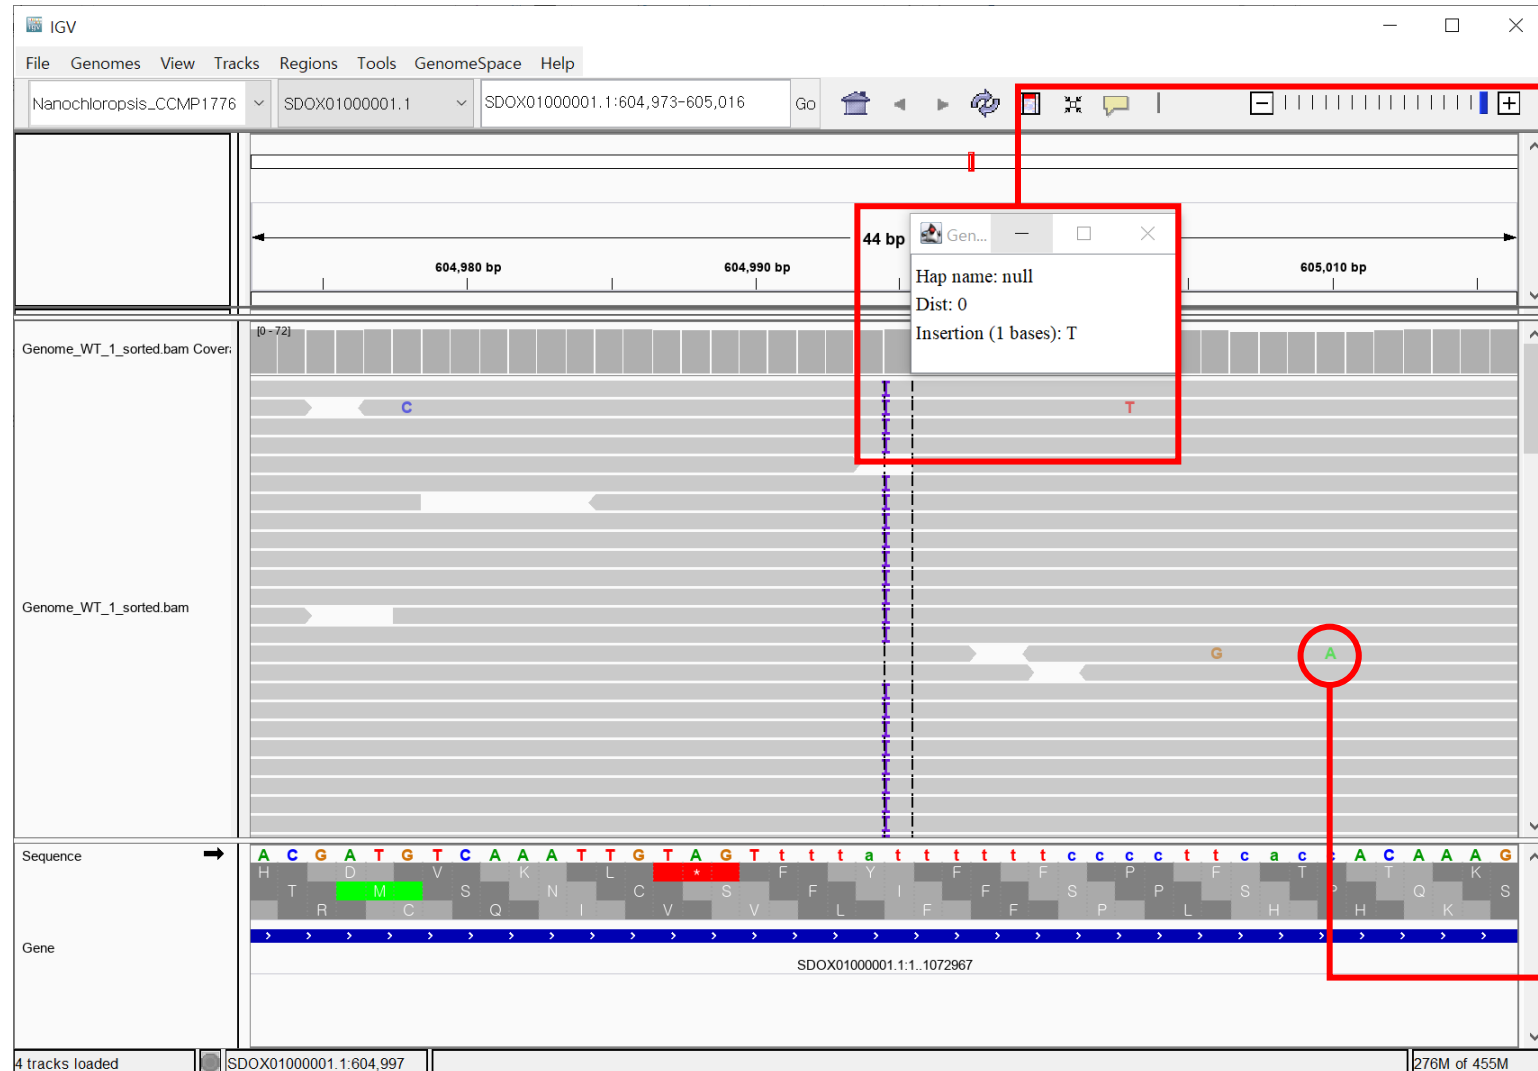 IGV
File Genomes View Tracks Regions Tools GenomeSpace Help
Nanochloropsis_CCMP1776 SDOX01000001.1 SDOX01000001.1:604,973-605,016 Go
44 bp
Gen...
604,980 bp 604,990 bp 605,010 bp
Hap name: null
Dist: 0
Insertion (1 bases): T
Genome_WT_1_sorted.bam Cover
[0 - 72]
C T
Genome_WT_1_sorted.bam
G A
Sequence A C G A T G T C A A A T T G T A G T t t t a t t t t t t c c c c t t c a c c A C A A A G
H D V K L * F Y F F P F T T K
T M S N C S F I F S P S P Q S
R C Q I V V L F F P L H H K
Gene
SDOX01000001.1:1..1072967
4 tracks loaded SDOX01000001.1:604,997 276M of 455M